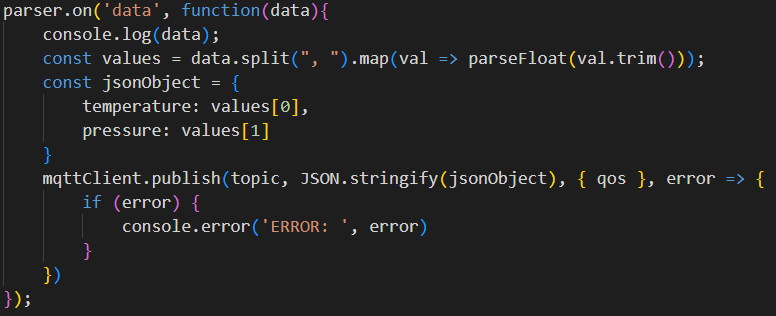 parser.on('data', function(data){
    console.log(data);
    const values = data.split(", ").map(val => parseFloat(val.trim()));
    const jsonObject = {
        temperature: values[0],
        pressure: values[1]
    }
    mqttClient.publish(topic, JSON.stringify(jsonObject), { qos }, error => {
        if (error) {
            console.error('ERROR: ', error)
        }
    })
});